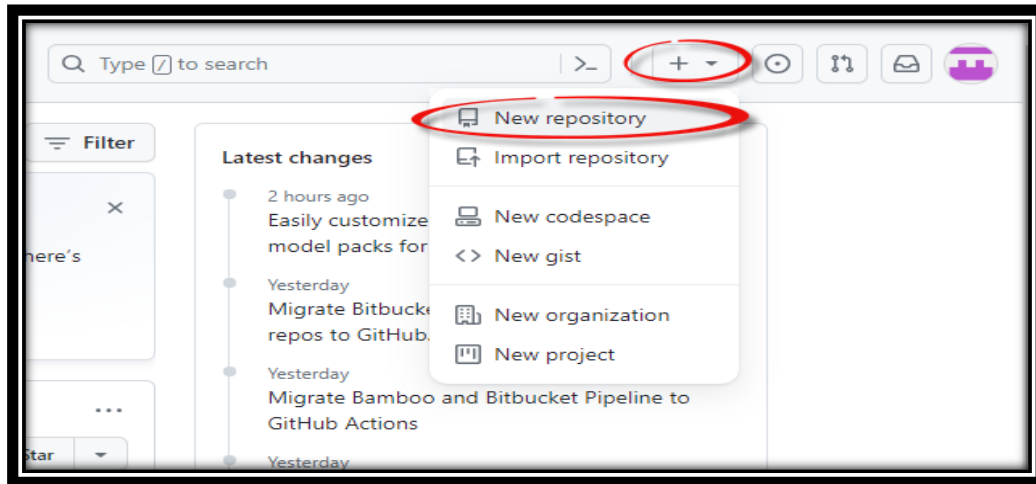 Type / to search
Filter
Latest changes
here's
2 hours ago
Easily customize
model packs for
Yesterday
Migrate Bitbucke
repos to GitHub.
Yesterday
Migrate Bamboo and Bitbucket Pipeline to
GitHub Actions
Yesterday
Star
New repository
Import repository
New codespace
New gist
New organization
New project